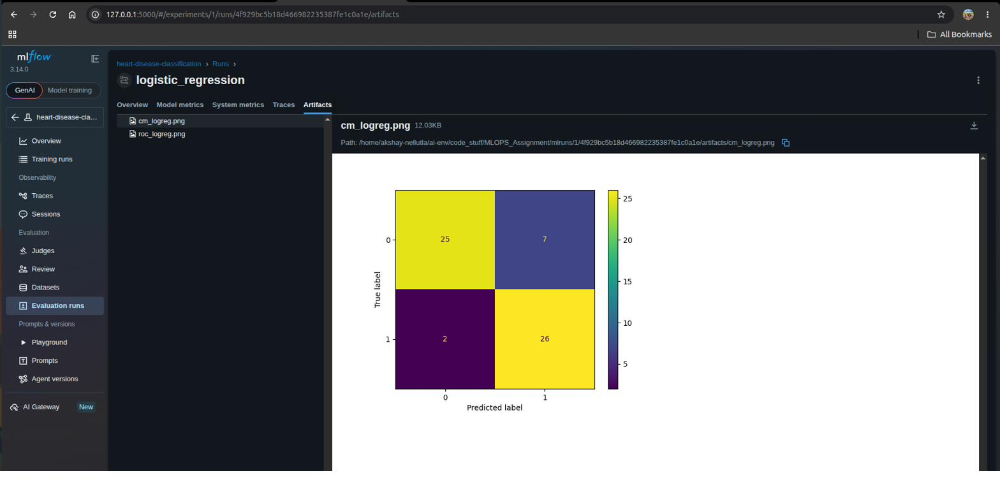 127.0.0.1:5000/#/experiments/1/runs/4f929bc5b18d466982235387fe1c0a1e/artifacts
All Bookmarks
mlflow
3.14.0
GenAI Model training
heart-disease-cla...
Overview
Training runs
Observability
Traces
Sessions
Evaluation
Judges
Review
Datasets
Evaluation runs
Prompts & versions
Playground
Prompts
Agent versions
AI Gateway New
heart-disease-classification › Runs ›
logistic_regression
Overview Model metrics System metrics Traces Artifacts
cm_logreg.png
roc_logreg.png
cm_logreg.png 12.03KB
Path: /home/akshay-nellutla/ai-env/code_stuff/MLOPS_Assignment/mlruns/1/4f929bc5b18d466982235387fe1c0a1e/artifacts/cm_logreg.png
True label
0
1
25 7
2 26
0 1
Predicted label
25
20
15
10
5